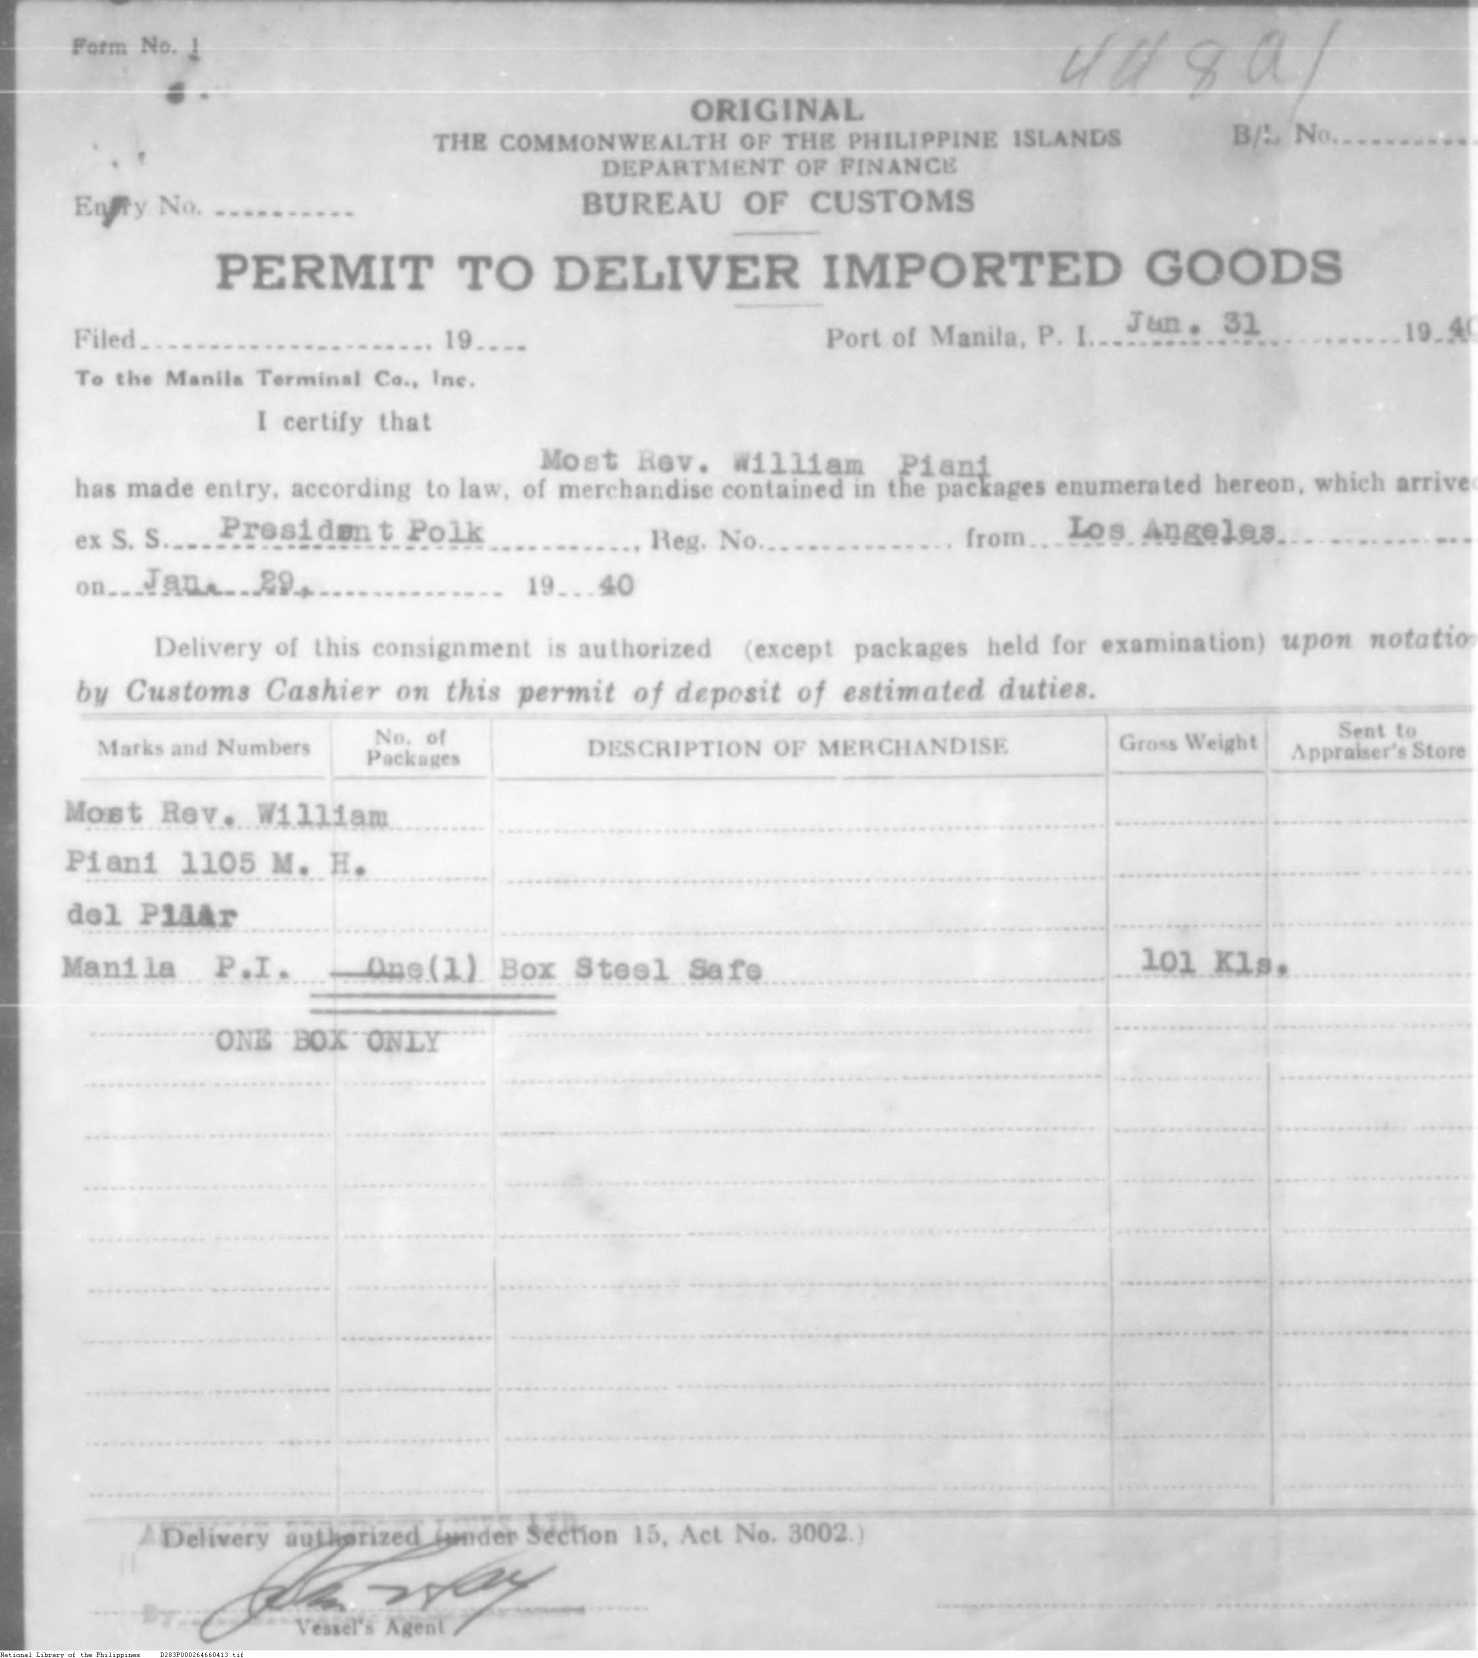 Form No. 1
ORIGINAL
THE COMMONWEALTH OF THE PHILIPPINE ISLANDS
B/L No.
DEPARTMENT OF FINANCE
Entry No.
BUREAU OF CUSTOMS
PERMIT TO DELIVER IMPORTED GOODS
Filed 19
Port of Manila, P. I. Jan. 31 19 40
To the Manila Terminal Co., Inc.
I certify that
Most Rev. William Piani
has made entry, according to law, of merchandise contained in the packages enumerated hereon, which arrive
ex S. S. President Polk, Reg. No. from Los Angeles
on Jan. 29, 19 40
Delivery of this consignment is authorized (except packages held for examination) upon notatio
by Customs Cashier on this permit of deposit of estimated duties.
Marks and Numbers No. of Packages DESCRIPTION OF MERCHANDISE Gross Weight Sent to Appraiser's Store
Most Rev. William
Piani 1105 M. H.
del Pilar
Manila P.I. One(1) Box Steel Safe 101 Kls.
ONE BOX ONLY
Delivery authorized (under Section 15, Act No. 3002.)
By
Vessel's Agent
National Library of the Philippines D283P000264660413.tif